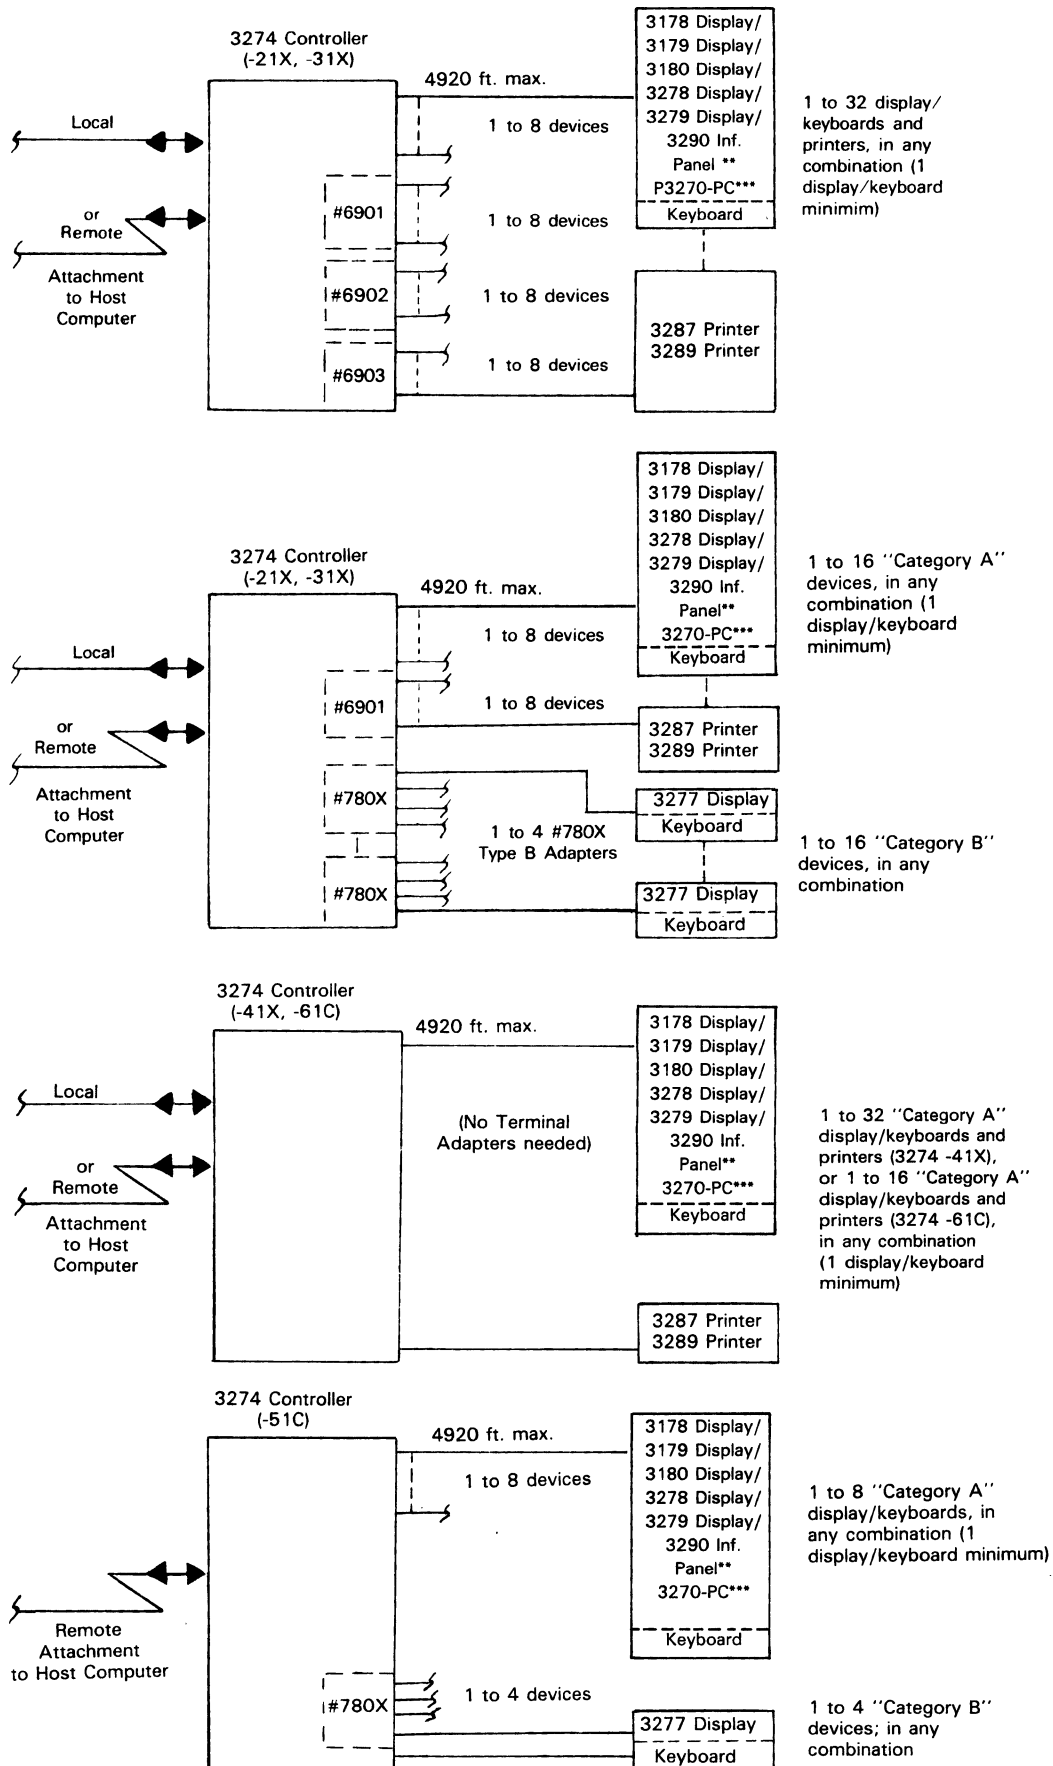 3274 Controller
(-21X, -31X)
4920 ft. max.
Local
or
Remote
Attachment
to Host
Computer
#6901
#6902
#6903
1 to 8 devices
1 to 8 devices
1 to 8 devices
1 to 8 devices
3178 Display/
3179 Display/
3180 Display/
3278 Display/
3279 Display/
3290 Inf.
Panel **
P3270-PC***
Keyboard
3287 Printer
3289 Printer
1 to 32 display/
keyboards and
printers, in any
combination (1
display/keyboard
minimim)
3274 Controller
(-21X, -31X)
4920 ft. max.
Local
or
Remote
Attachment
to Host
Computer
#6901
#780X
#780X
1 to 8 devices
1 to 8 devices
1 to 4 #780X
Type B Adapters
3178 Display/
3179 Display/
3180 Display/
3278 Display/
3279 Display/
3290 Inf.
Panel**
3270-PC***
Keyboard
3287 Printer
3289 Printer
3277 Display
Keyboard
3277 Display
Keyboard
1 to 16 "Category A"
devices, in any
combination (1
display/keyboard
minimum)
1 to 16 "Category B"
devices, in any
combination
3274 Controller
(-41X, -61C)
4920 ft. max.
Local
or
Remote
Attachment
to Host
Computer
(No Terminal
Adapters needed)
3178 Display/
3179 Display/
3180 Display/
3278 Display/
3279 Display/
3290 Inf.
Panel**
3270-PC***
Keyboard
3287 Printer
3289 Printer
1 to 32 "Category A"
display/keyboards and
printers (3274 -41X),
or 1 to 16 "Category A"
display/keyboards and
printers (3274 -61C),
in any combination
(1 display/keyboard
minimum)
3274 Controller
(-51C)
4920 ft. max.
1 to 8 devices
Remote
Attachment
to Host Computer
#780X
1 to 4 devices
3178 Display/
3179 Display/
3180 Display/
3278 Display/
3279 Display/
3290 Inf.
Panel**
3270-PC***
Keyboard
3277 Display
Keyboard
1 to 8 "Category A"
display/keyboards, in
any combination (1
display/keyboard minimum)
1 to 4 "Category B"
devices; in any
combination